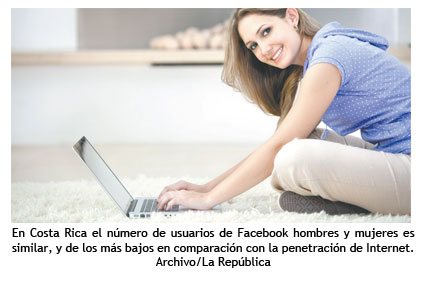 En Costa Rica el número de usuarios de Facebook hombres y mujeres es
similar, y de los más bajos en comparación con la penetración de Internet.
Archivo/La República